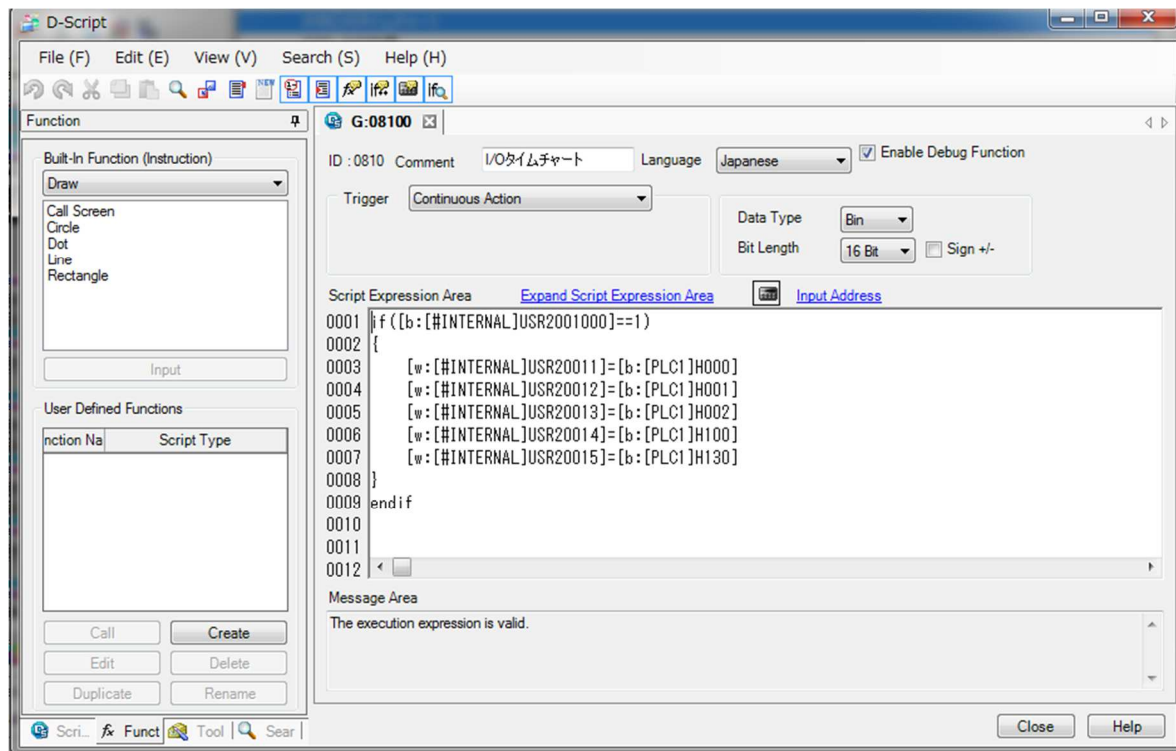 D-Script
File (F) Edit (E) View (V) Search (S) Help (H)
NEW
Function
Built-In Function (Instruction)
Draw
Call Screen
Circle
Dot
Line
Rectangle
Input
User Defined Functions
nction Na Script Type
Call Create
Edit Delete
Duplicate Rename
Scri... fx Funct Tool Sear
G:08100
ID :0810 Comment I/Oタイムチャート Language Japanese Enable Debug Function
Trigger Continuous Action
Data Type Bin
Bit Length 16 Bit Sign +/-
Script Expression Area Expand Script Expression Area Input Address
0001 if([b:[#INTERNAL]USR2001000]==1)
0002 {
0003 [w:[#INTERNAL]USR20011]=[b:[PLC1]H000]
0004 [w:[#INTERNAL]USR20012]=[b:[PLC1]H001]
0005 [w:[#INTERNAL]USR20013]=[b:[PLC1]H002]
0006 [w:[#INTERNAL]USR20014]=[b:[PLC1]H100]
0007 [w:[#INTERNAL]USR20015]=[b:[PLC1]H130]
0008 }
0009 endif
0010
0011
0012
Message Area
The execution expression is valid.
Close Help